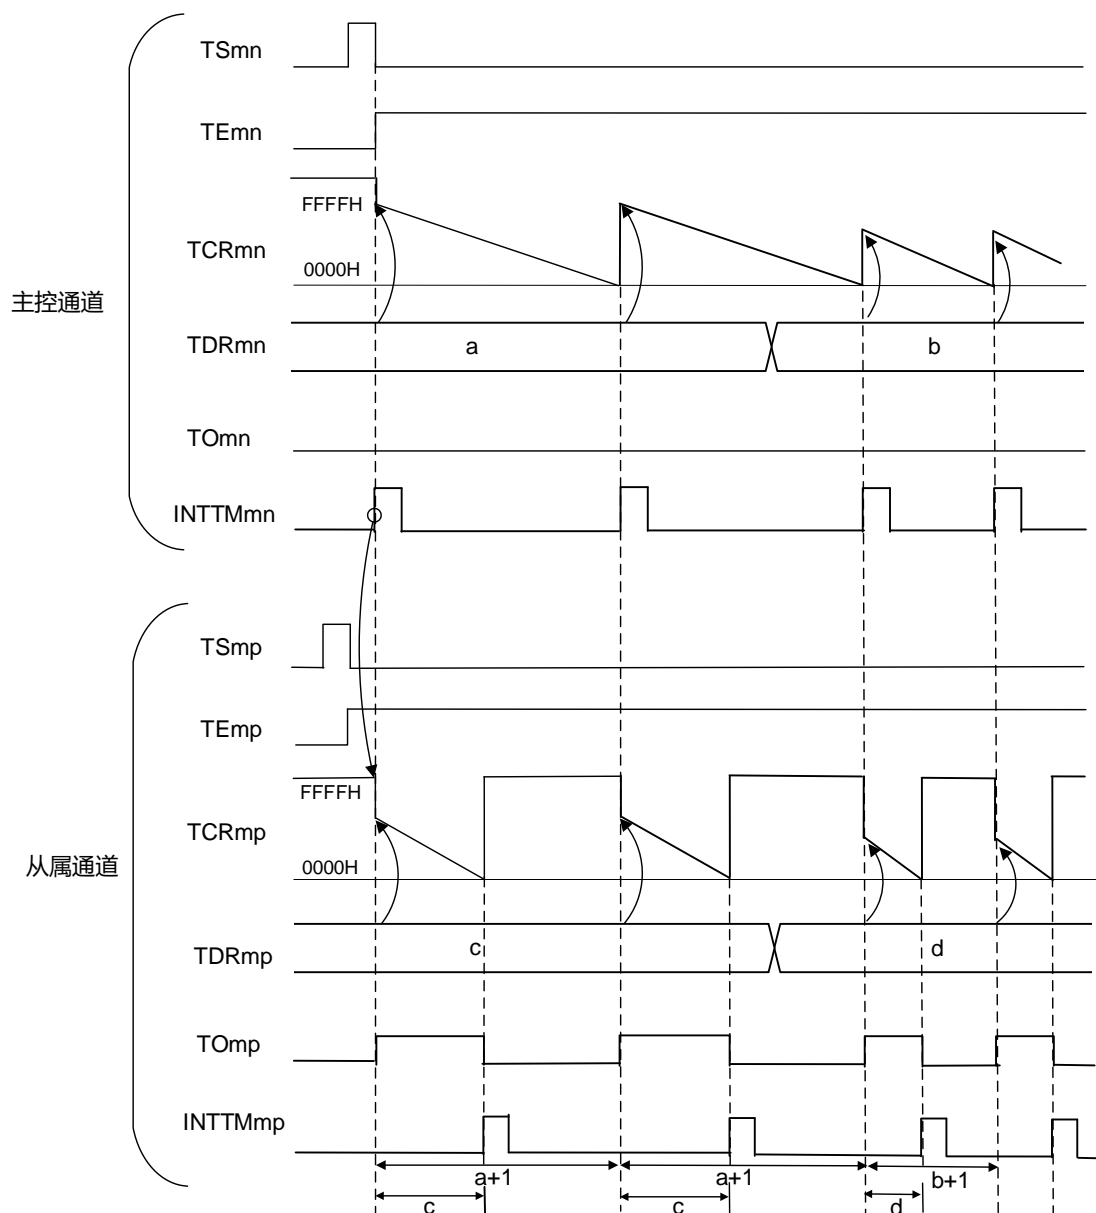 TSmn
TEmn
FFFFH
TCRmn
0000H
主控通道
TDRmn
a
b
TOmn
INTTMmn
TSmp
TEmp
FFFFH
TCRmp
从属通道
0000H
TDRmp
c
d
TOmp
INTTMmp
a+1
a+1
b+1
c
c
d